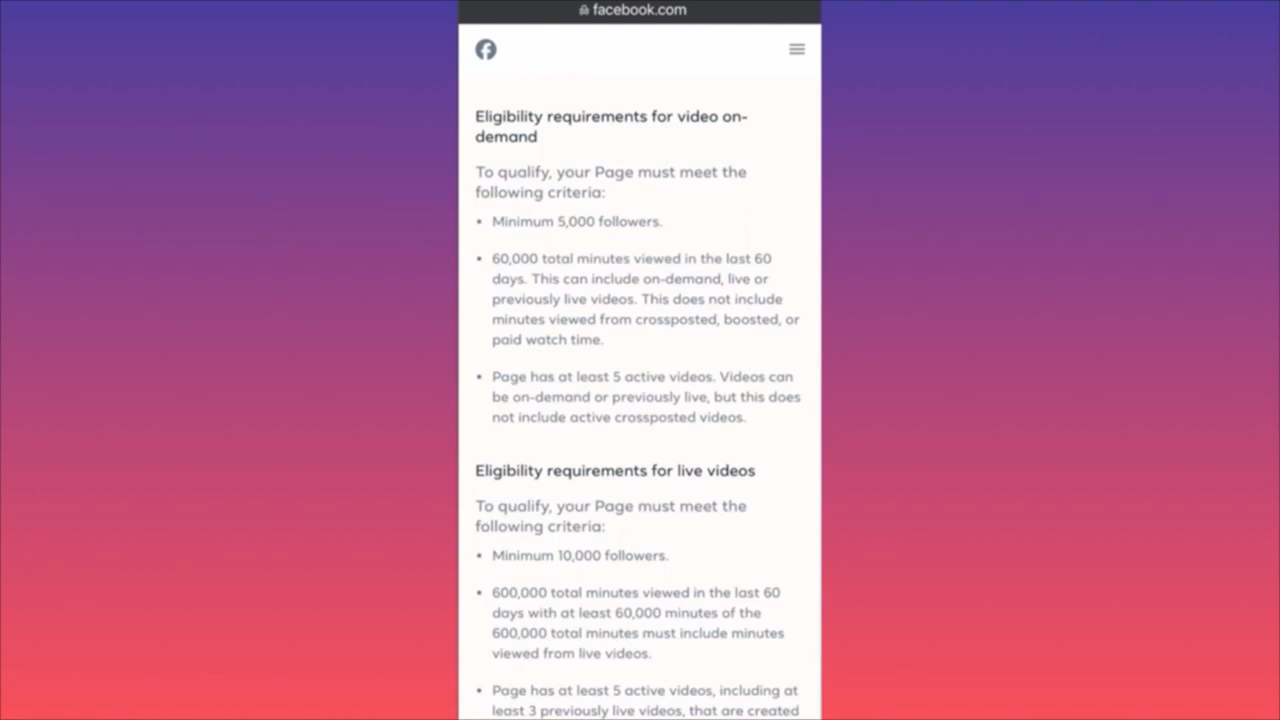 facebook.com
Eligibility requirements for video on-
demand
To qualify, your Page must meet the
following criteria:
• Minimum 5,000 followers.
• 60,000 total minutes viewed in the last 60
days. This can include on-demand, live or
previously live videos. This does not include
minutes viewed from crossposted, boosted, or
paid watch time.
• Page has at least 5 active videos. Videos can
be on-demand or previously live, but this does
not include active crossposted videos.
Eligibility requirements for live videos
To qualify, your Page must meet the
following criteria:
• Minimum 10,000 followers.
• 600,000 total minutes viewed in the last 60
days with at least 60,000 minutes of the
600,000 total minutes must include minutes
viewed from live videos.
• Page has at least 5 active videos, including at
least 3 previously live videos, that are created